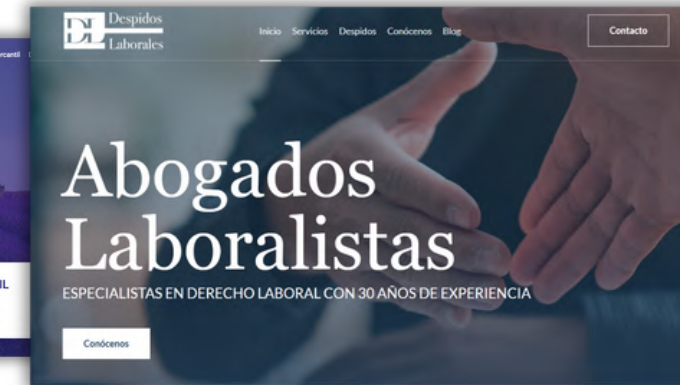 DL
Despidos
Laborales
Inicio Servicios Despidos Conócenos Blog
Contacto
Abogados
Laboralistas
ESPECIALISTAS EN DERECHO LABORAL CON 30 AÑOS DE EXPERIENCIA
Conócenos